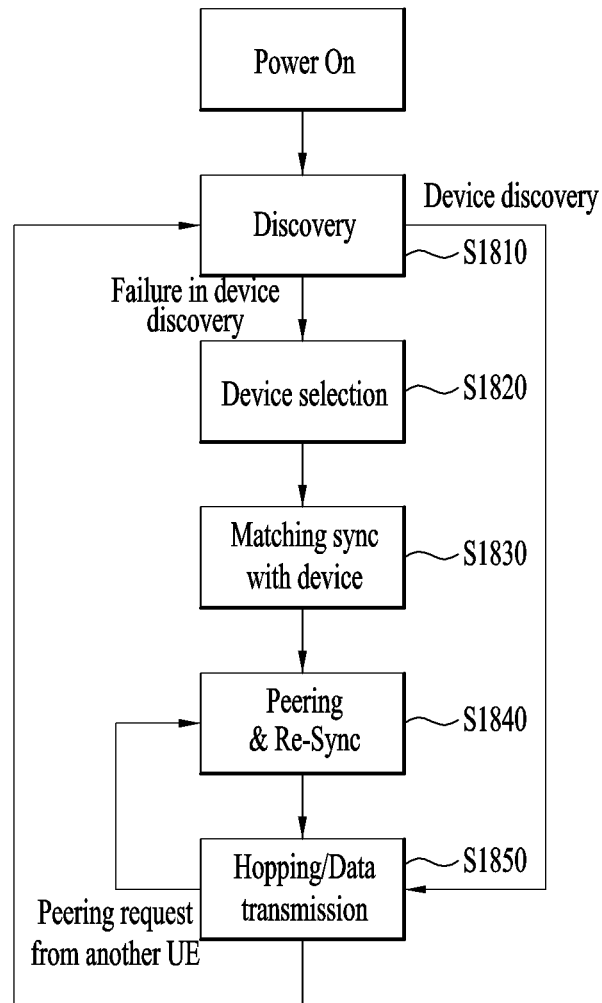 Power On
Device discovery
Discovery
S1810
Failure in device
discovery
Device selection
S1820
Matching sync
with device
S1830
Peering
& Re-Sync
S1840
Hopping/Data
transmission
S1850
Peering request
from another UE